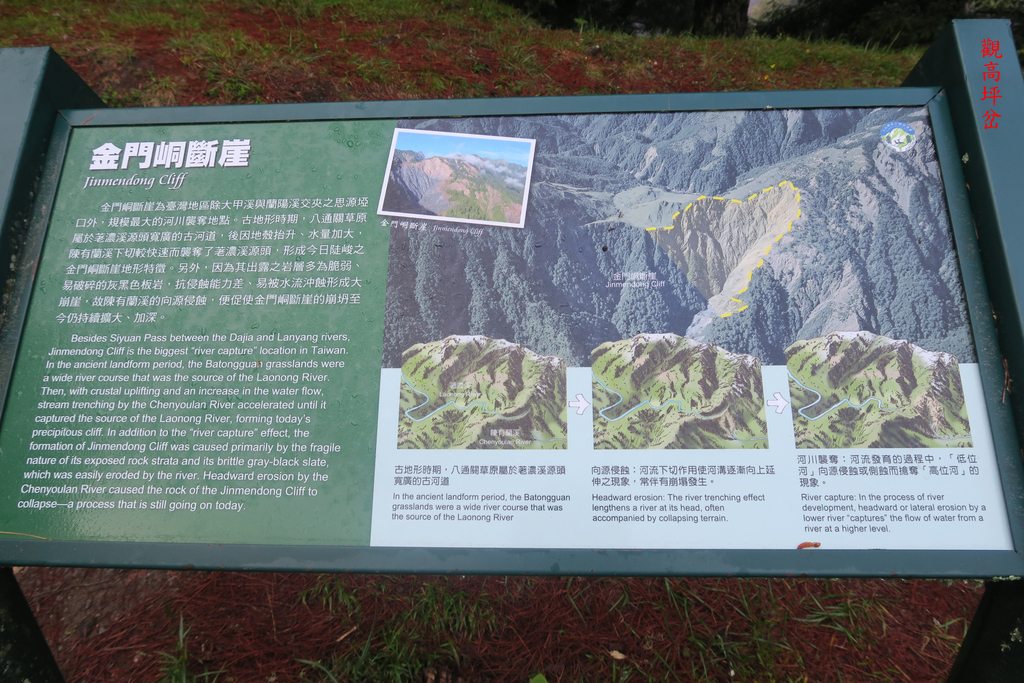 觀高坪岔
金門峒斷崖
Jinmendong Cliff
金門峒斷崖為臺灣地區除大甲溪與蘭陽溪交夾之思源埡
口外，規模最大的河川襲奪地點。古地形時期，八通關草原
屬於荖濃溪源頭寬廣的古河道，後因地殼抬升、水量加大，
陳有蘭溪下切較快速而襲奪了荖濃溪源頭，形成今日陡峻之
金門峒斷崖地形特徵。另外，因為其出露之岩層多為脆弱、
易破碎的灰黑色板岩，抗侵蝕能力差、易被水流沖蝕形成大
崩崖，故陳有蘭溪的向源侵蝕，便促使金門峒斷崖的崩坍至
今仍持續擴大、加深。
Besides Siyuan Pass between the Dajia and Lanyang rivers,
Jinmendong Cliff is the biggest "river capture" location in Taiwan.
In the ancient landform period, the Batongguan grasslands were
a wide river course that was the source of the Laonong River.
Then, with crustal uplifting and an increase in the water flow,
stream trenching by the Chenyoulan River accelerated until it
captured the source of the Laonong River, forming today's
precipitous cliff. In addition to the "river capture" effect, the
formation of Jinmendong Cliff was caused primarily by the fragile
nature of its exposed rock strata and its brittle gray-black slate,
which was easily eroded by the river. Headward erosion by the
Chenyoulan River caused the rock of the Jinmendong Cliff to
collapse—a process that is still going on today.
金門峒斷崖 Jinmendong Cliff
金門峒斷崖
Jinmendong Cliff
荖濃溪
Laonong River
陳有蘭溪
Chenyoulan River
古地形時期，八通關草原屬於荖濃溪源頭
寬廣的古河道
In the ancient landform period, the Batongguan
grasslands were a wide river course that was
the source of the Laonong River
向源侵蝕：河流下切作用使河溝逐漸向上延
伸之現象，常伴有崩塌發生。
Headward erosion: The river trenching effect
lengthens a river at its head, often
accompanied by collapsing terrain.
河川襲奪：河流發育的過程中，「低位
河」向源侵蝕或側蝕而搶奪「高位河」的
現象。
River capture: In the process of river
development, headward or lateral erosion by a
lower river "captures" the flow of water from a
river at a higher level.